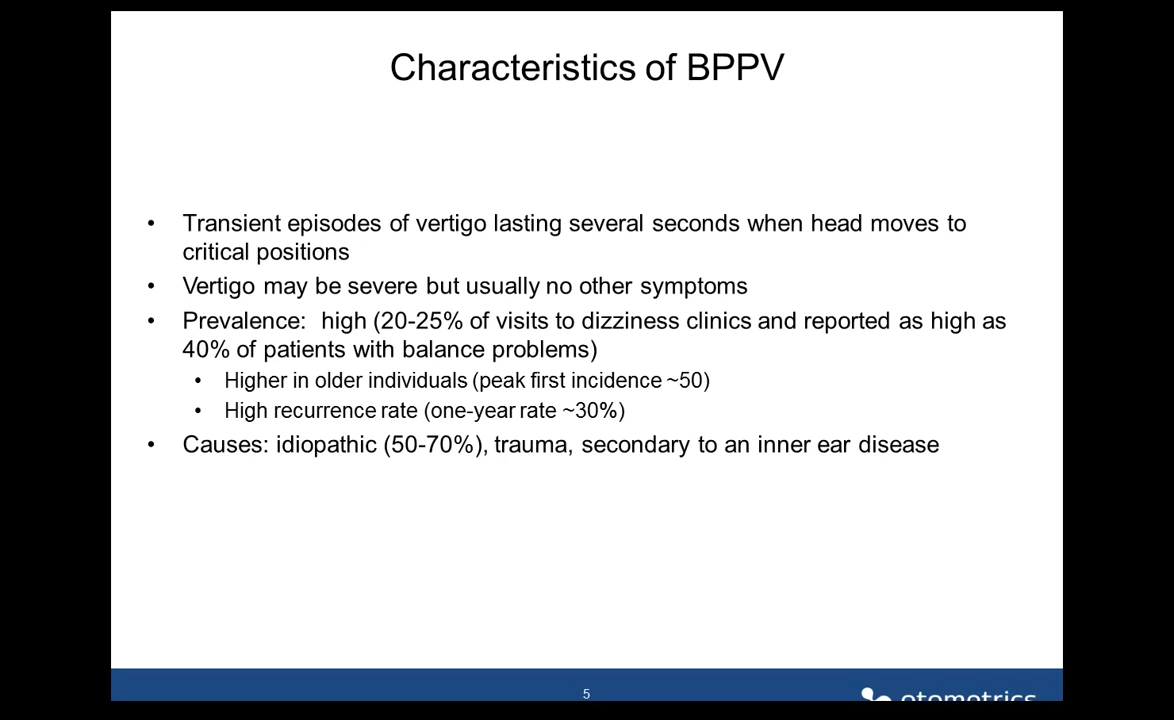 Characteristics of BPPV
• Transient episodes of vertigo lasting several seconds when head moves to
critical positions
• Vertigo may be severe but usually no other symptoms
• Prevalence: high (20-25% of visits to dizziness clinics and reported as high as
40% of patients with balance problems)
• Higher in older individuals (peak first incidence ~50)
• High recurrence rate (one-year rate ~30%)
• Causes: idiopathic (50-70%), trauma, secondary to an inner ear disease
5
otometrics